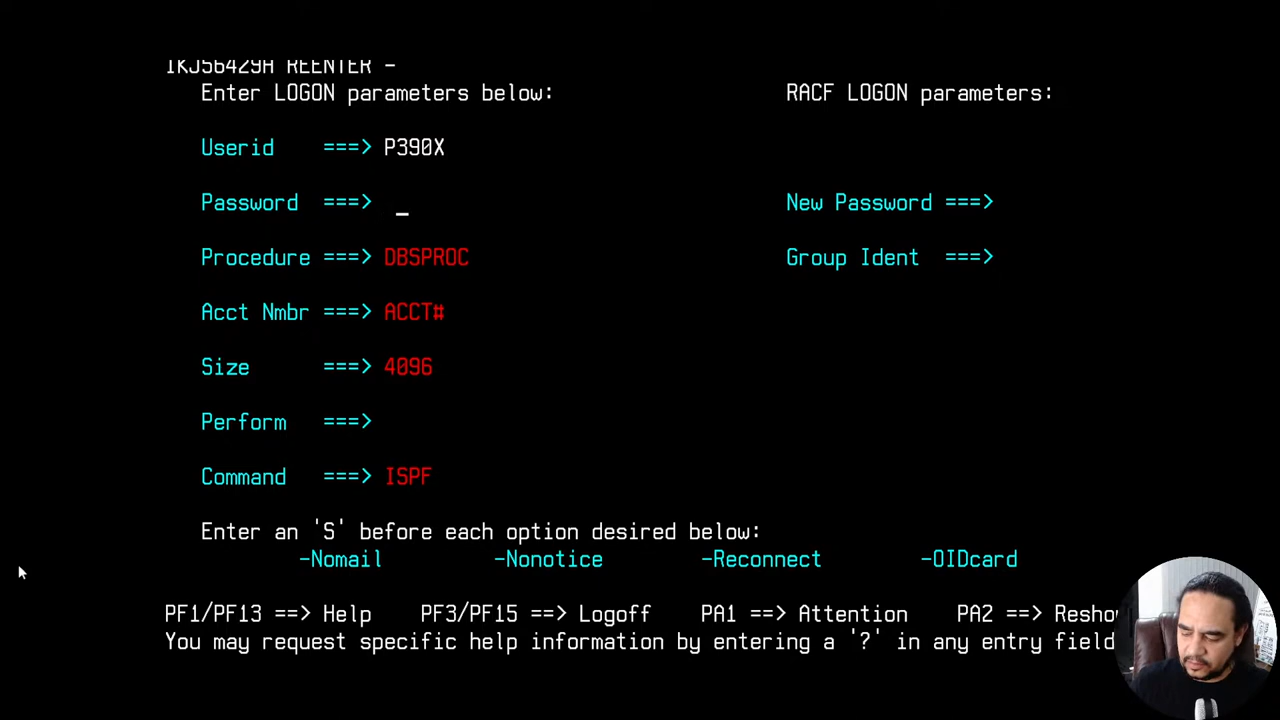 IKJ56429A REENTER -
Enter LOGON parameters below: RACF LOGON parameters:
Userid ===> P390X
Password ===> _ New Password ===>
Procedure ===> DBSPROC Group Ident ===>
Acct Nmbr ===> ACCT#
Size ===> 4096
Perform ===>
Command ===> ISPF
Enter an 'S' before each option desired below:
-Nomail -Nonotice -Reconnect -OIDcard
PF1/PF13 ==> Help PF3/PF15 ==> Logoff PA1 ==> Attention PA2 ==> Resho
You may request specific help information by entering a '?' in any entry field